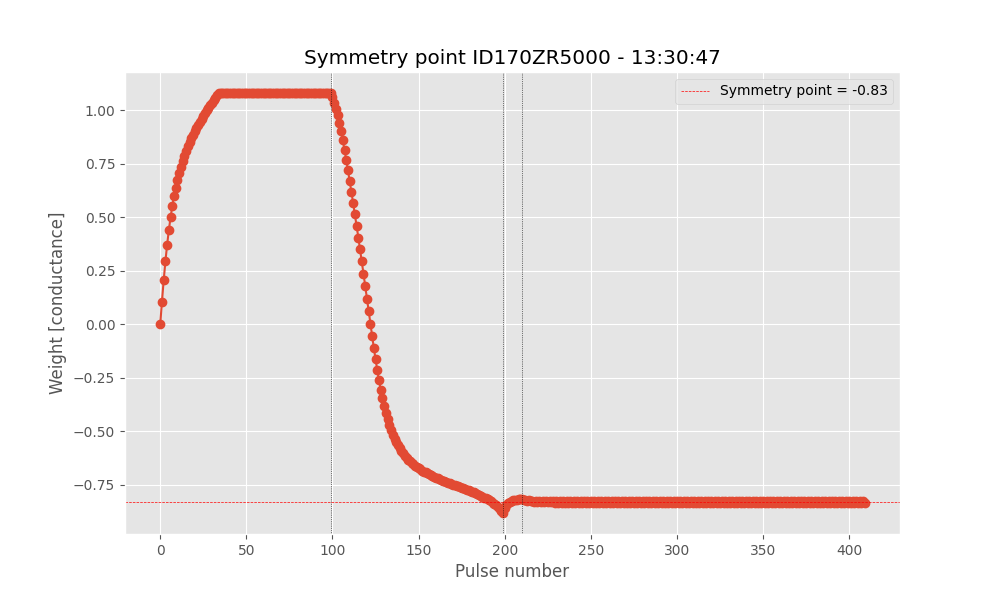 Symmetry point ID170ZR5000 - 13:30:47
Symmetry point = -0.83
Weight [conductance]
1.00
0.75
0.50
0.25
0.00
−0.25
−0.50
−0.75
0 50 100 150 200 250 300 350 400
Pulse number